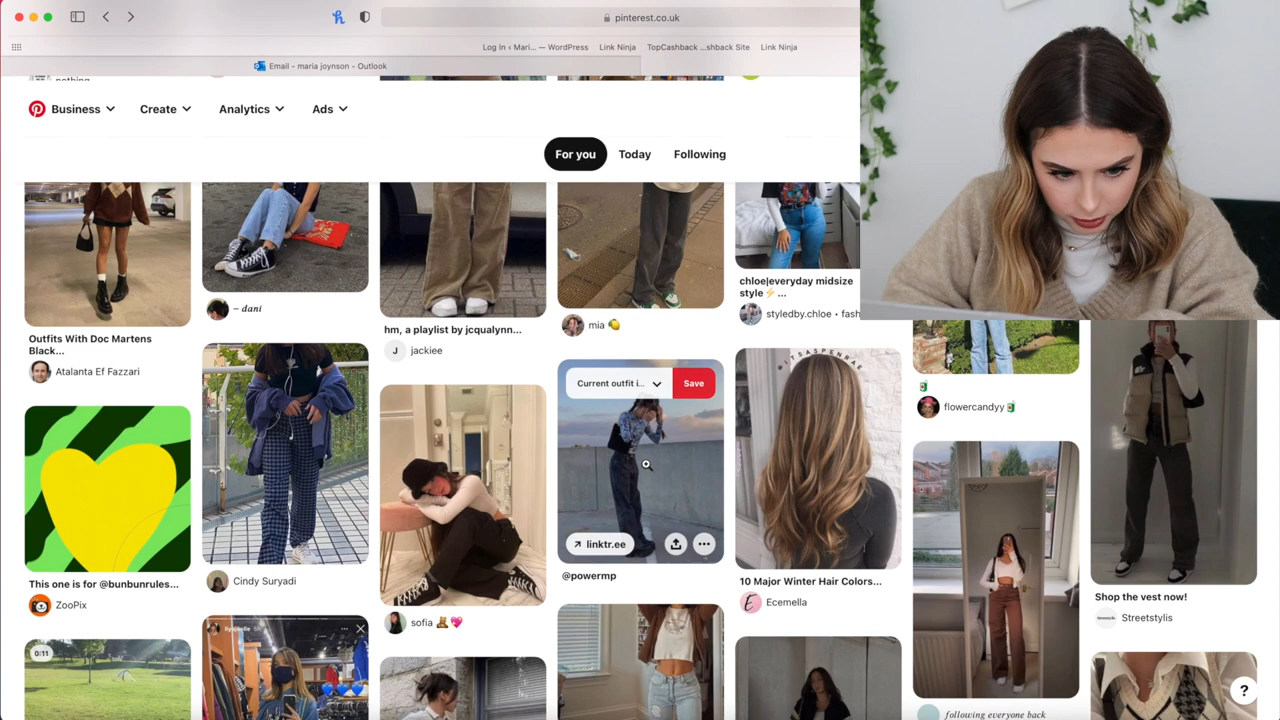 pinterest.co.uk
Log In ‹ Mari... — WordPress
Link Ninja
TopCashback ...shback Site
Link Ninja
Email - maria joynson - Outlook
nothing
Business
Create
Analytics
Ads
For you
Today
Following
Outfits With Doc Martens
Black...
Atalanta Ef Fazzari
– dani
hm, a playlist by jcqualynn...
J
jackiee
mia 🍋
chloe|everyday midsize
style⚡ ...
styledby.chloe • fash
Current outfit i...
Save
linktr.ee
@powermp
ITSASPENRAE
10 Major Winter Hair Colors...
E
Ecemella
🧃
flowercandyy🧃
Shop the vest now!
Streetstylis
This one is for @bunbunrules...
ZooPix
Cindy Suryadi
sofia 🧸💖
0:11
following everyone back
?